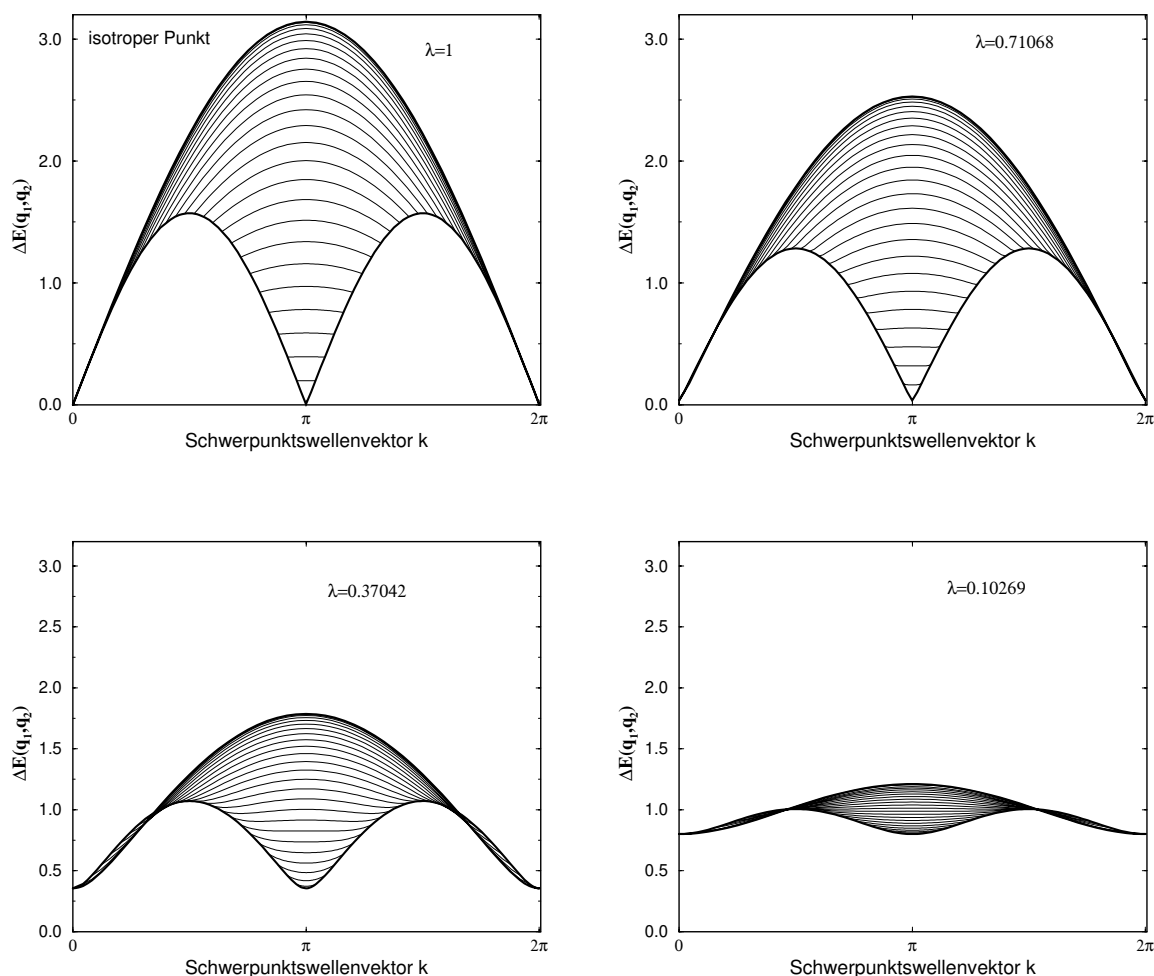 isotroper Punkt
λ=1
3.0
2.0
1.0
0.0
ΔE(q₁,q₂)
0
π
2π
Schwerpunktswellenvektor k
λ=0.71068
3.0
2.0
1.0
0.0
ΔE(q₁,q₂)
0
π
2π
Schwerpunktswellenvektor k
λ=0.37042
3.0
2.5
2.0
1.5
1.0
0.5
0.0
ΔE(q₁,q₂)
0
π
2π
Schwerpunktswellenvektor k
λ=0.10269
3.0
2.5
2.0
1.5
1.0
0.5
0.0
ΔE(q₁,q₂)
0
π
2π
Schwerpunktswellenvektor k